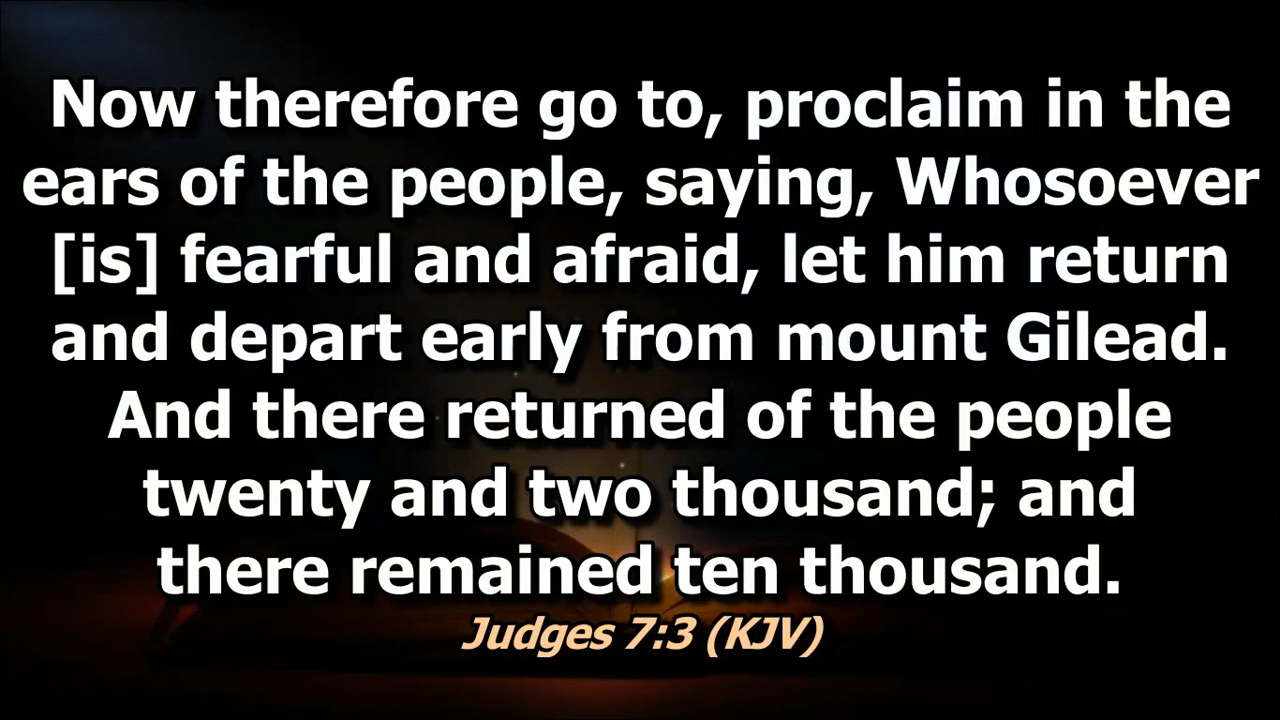 Now therefore go to, proclaim in the
ears of the people, saying, Whosoever
[is] fearful and afraid, let him return
and depart early from mount Gilead.
And there returned of the people
twenty and two thousand; and
there remained ten thousand.
Judges 7:3 (KJV)